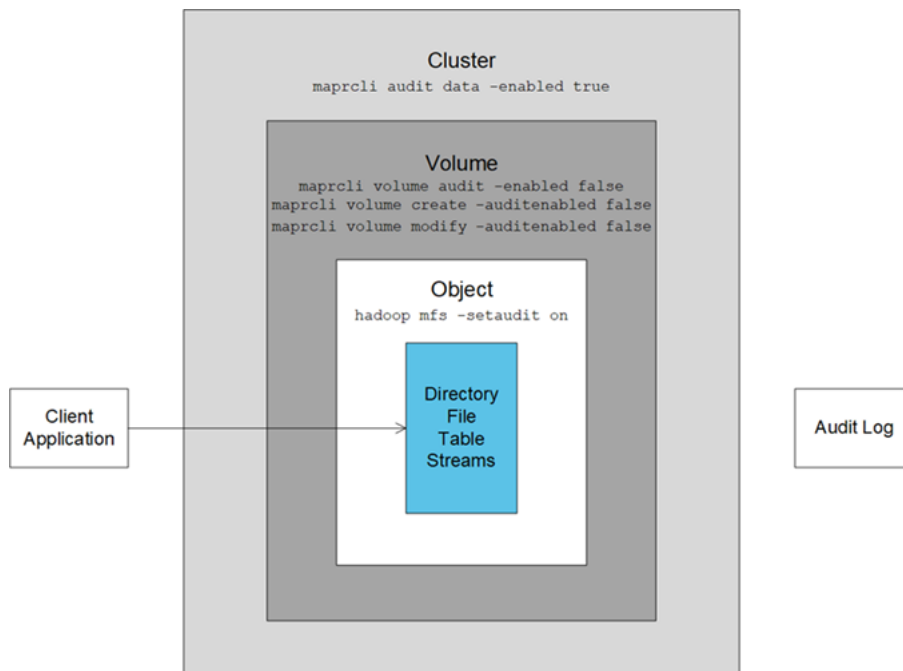 Cluster
maprcli audit data -enabled true
Volume
maprcli volume audit -enabled false
maprcli volume create -auditenabled false
maprcli volume modify -auditenabled false
Object
hadoop mfs -setaudit on
Directory
File
Table
Streams
Client
Application
Audit Log